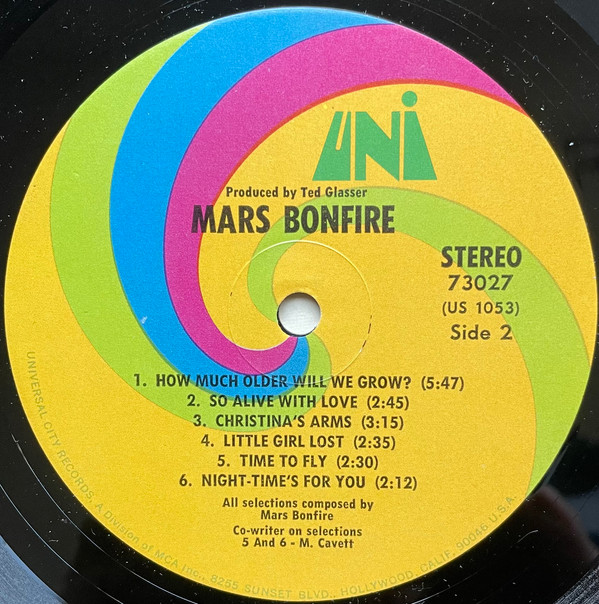 UNI
Produced by Ted Glasser
MARS BONFIRE
STEREO
73027
(US 1053)
Side 2
1. HOW MUCH OLDER WILL WE GROW? (5:47)
2. SO ALIVE WITH LOVE (2:45)
3. CHRISTINA'S ARMS (3:15)
4. LITTLE GIRL LOST (2:35)
5. TIME TO FLY (2:30)
6. NIGHT-TIME'S FOR YOU (2:12)
All selections composed by
Mars Bonfire
Co-writer on selections
5 And 6 - M. Cavett
UNIVERSAL CITY RECORDS, A Division of MCA Inc., 8255 SUNSET BLVD., HOLLYWOOD, CALIF. 90046 U.S.A.